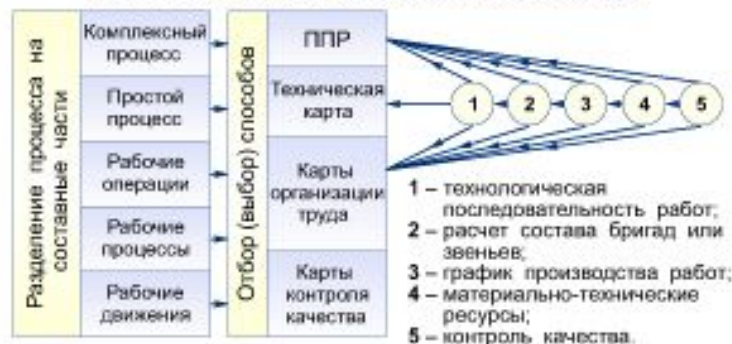 Разделение процесса на
составные части
Комплексный
процесс
Простой
процесс
Рабочие
операции
Рабочие
процессы
Рабочие
движения
Отбор (выбор) способов
ППР
Техническая
карта
Карты
организации
труда
Карты
контроля
качества
1 2 3 4 5
1 – технологическая
последовательность работ;
2 – расчет состава бригад или
звеньев;
3 – график производства работ;
4 – материально-технические
ресурсы;
5 – контроль качества.